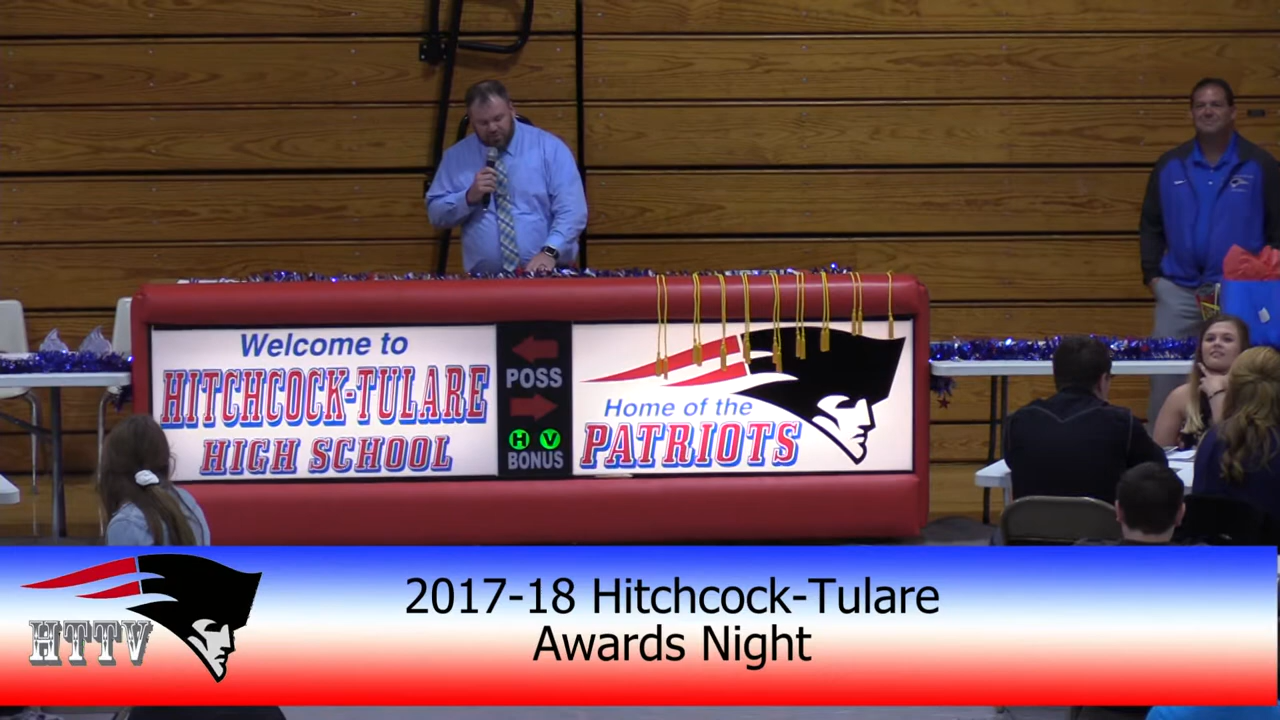 Welcome to
HITCHCOCK-TULARE
HIGH SCHOOL
POSS
H V
BONUS
Home of the
PATRIOTS
HTTV
2017-18 Hitchcock-Tulare
Awards Night